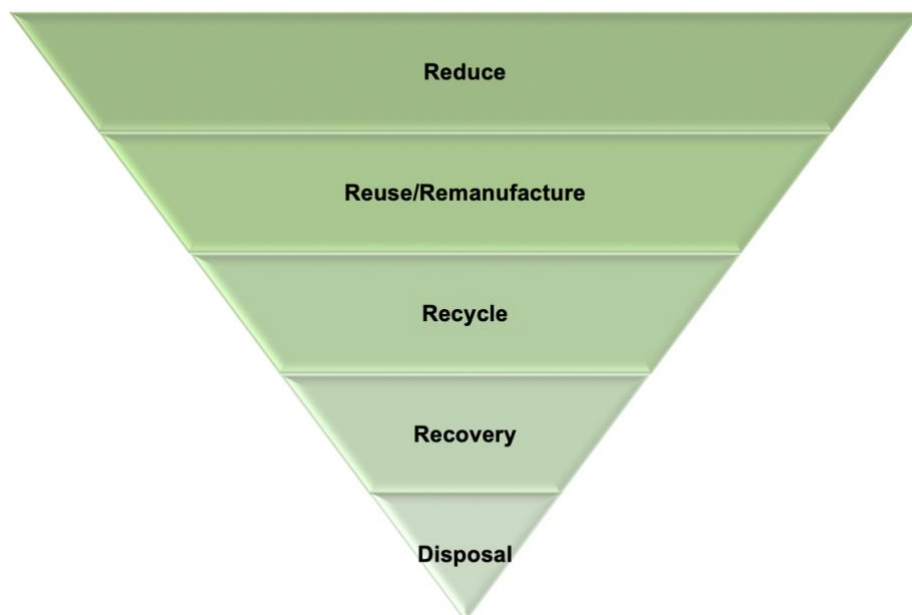 Reduce
Reuse/Remanufacture
Recycle
Recovery
Disposal